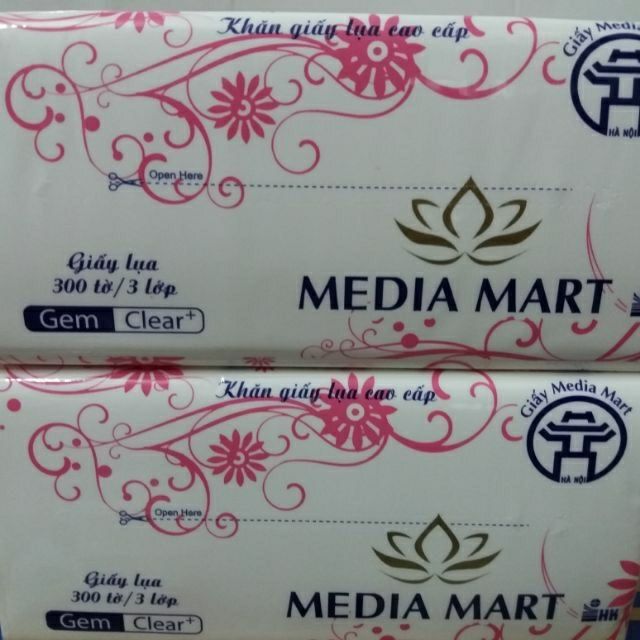 Khăn giấy lụa cao cấp
Giấy Media
HÀ NỘI
Open Here
Giấy lụa
300 tờ/3 lớp
Gem Clear+
MEDIA MART
Khăn giấy lụa cao cấp
Giấy Media Mart
HÀ NỘI
Open Here
Giấy lụa
300 tờ/3 lớp
Gem Clear+
MEDIA MART